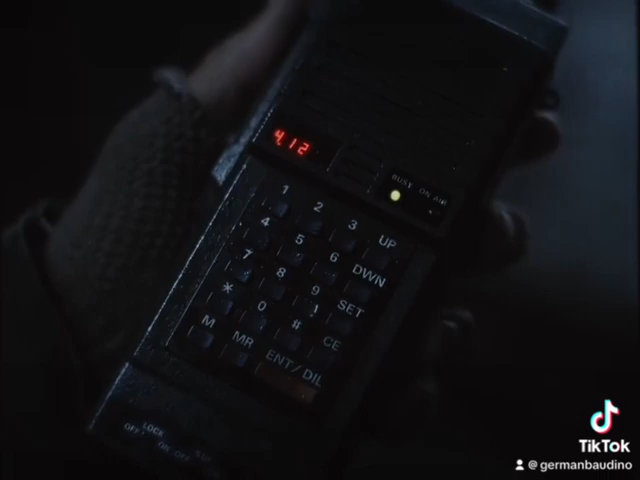 4.12
BUSY ON AIR
1 2 3 UP
4 5 6 DWN
7 8 9 SET
* 0 # CE
M MR ENT/DIL
LOCK
OFF
ON OFF
TikTok
@germanbaudino